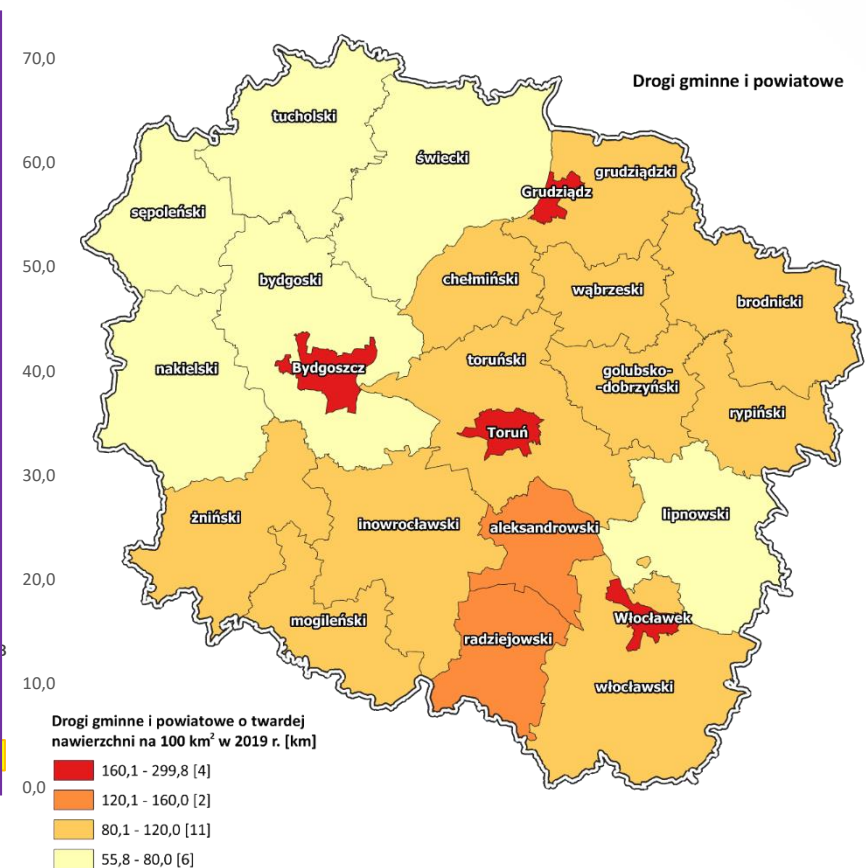 70,0
60,0
50,0
40,0
30,0
20,0
10,0
0,0
3
Drogi gminne i powiatowe
tucholski
świecki
grudziądzki
Grudziądz
sępoleński
bydgoski
chełmiński
wąbrzeski
brodnicki
nakielski
Bydgoszcz
toruński
golubsko-
-dobrzyński
rypiński
Toruń
żniński
inowrocławski
aleksandrowski
lipnowski
mogileński
radziejowski
Włocławek
włocławski
Drogi gminne i powiatowe o twardej
nawierzchni na 100 km² w 2019 r. [km]
160,1 - 299,8 [4]
120,1 - 160,0 [2]
80,1 - 120,0 [11]
55,8 - 80,0 [6]